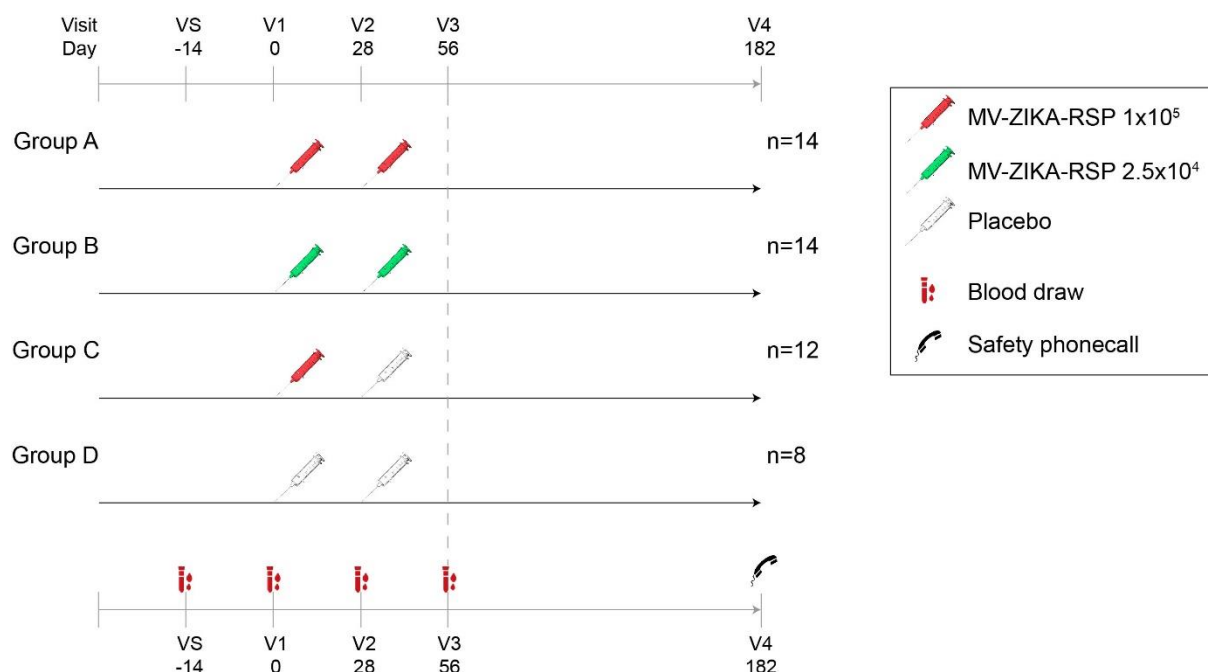 Visit VS V1 V2 V3 V4
Day -14 0 28 56 182
Group A n=14
Group B n=14
Group C n=12
Group D n=8
VS V1 V2 V3 V4
-14 0 28 56 182
MV-ZIKA-RSP 1x10⁵
MV-ZIKA-RSP 2.5x10⁴
Placebo
Blood draw
Safety phonecall